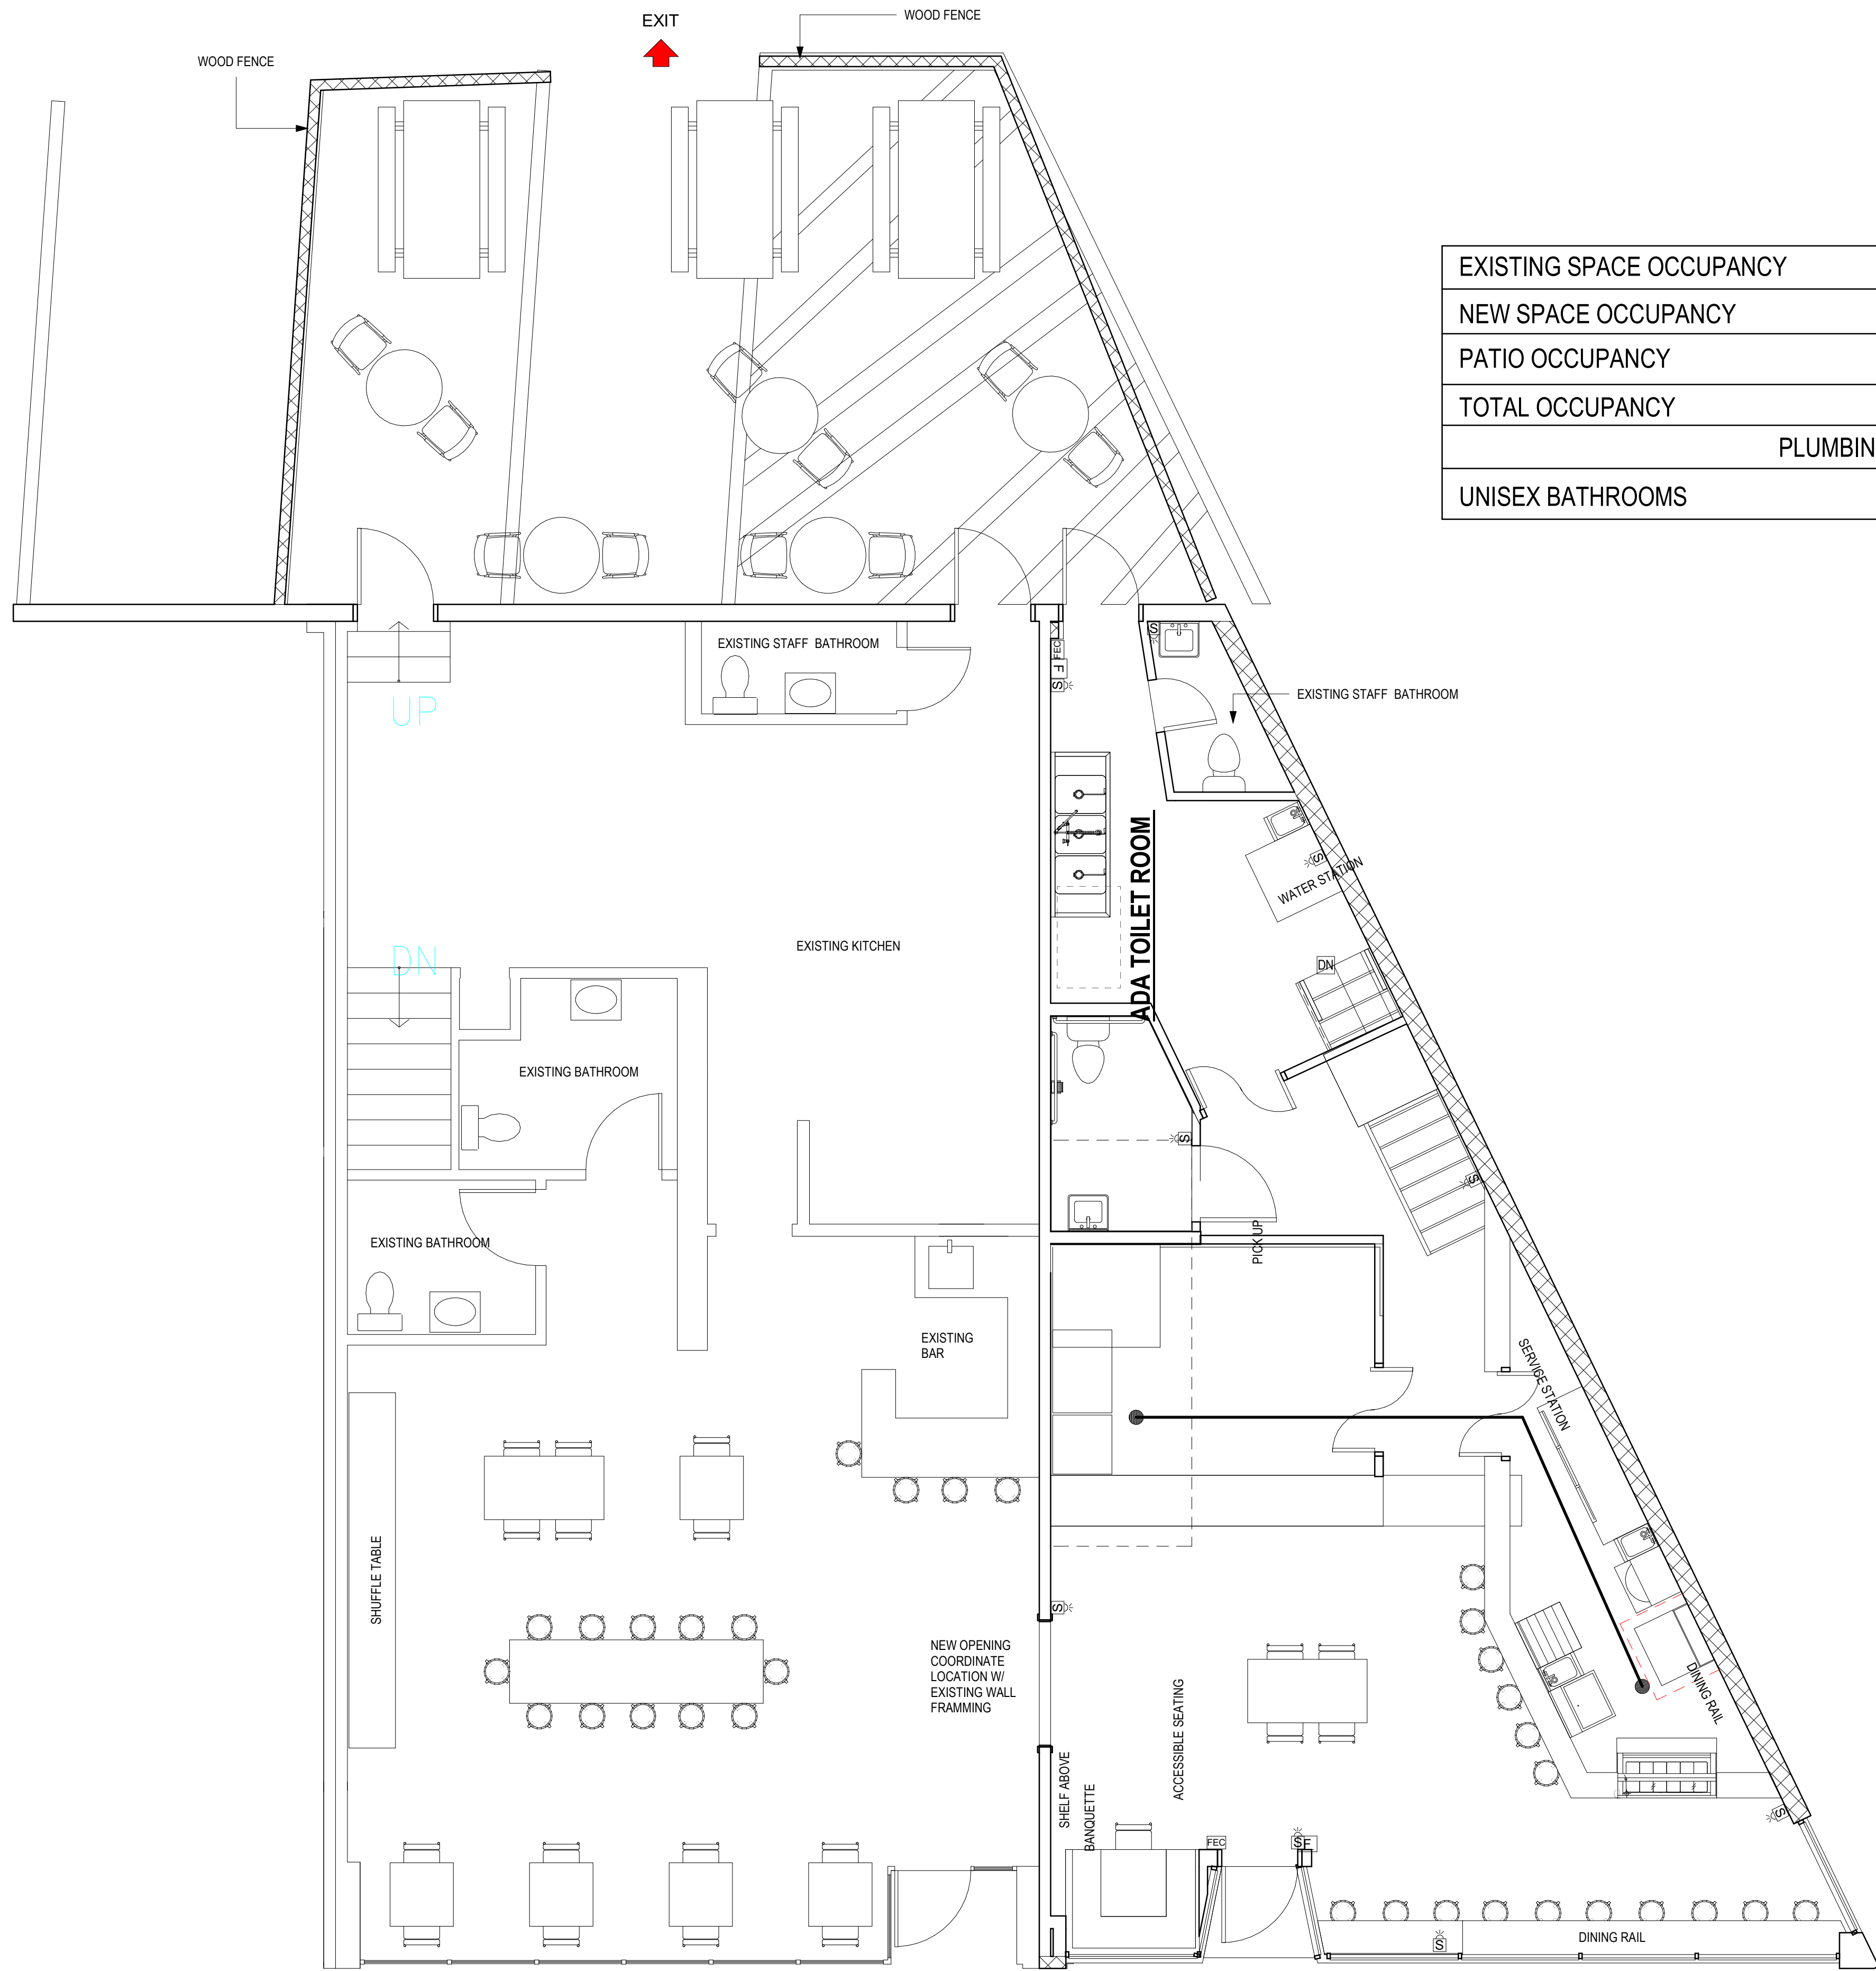 EXIT
WOOD FENCE
WOOD FENCE
EXISTING SPACE OCCUPANCY
NEW SPACE OCCUPANCY
PATIO OCCUPANCY
TOTAL OCCUPANCY
PLUMBIN
UNISEX BATHROOMS
EXISTING STAFF BATHROOM
S
FEC
F
S
EXISTING STAFF BATHROOM
UP
ADA TOILET ROOM
S
WATER STATION
EXISTING KITCHEN
DN
DN
EXISTING BATHROOM
S
S
EXISTING BATHROOM
PICK UP
EXISTING
BAR
SERVICE STATION
SHUFFLE TABLE
S
NEW OPENING
COORDINATE
LOCATION W/
EXISTING WALL
FRAMMING
ACCESSIBLE SEATING
DINING RAIL
SHELF ABOVE
BANQUETTE
FEC
S
F
S
S
DINING RAIL